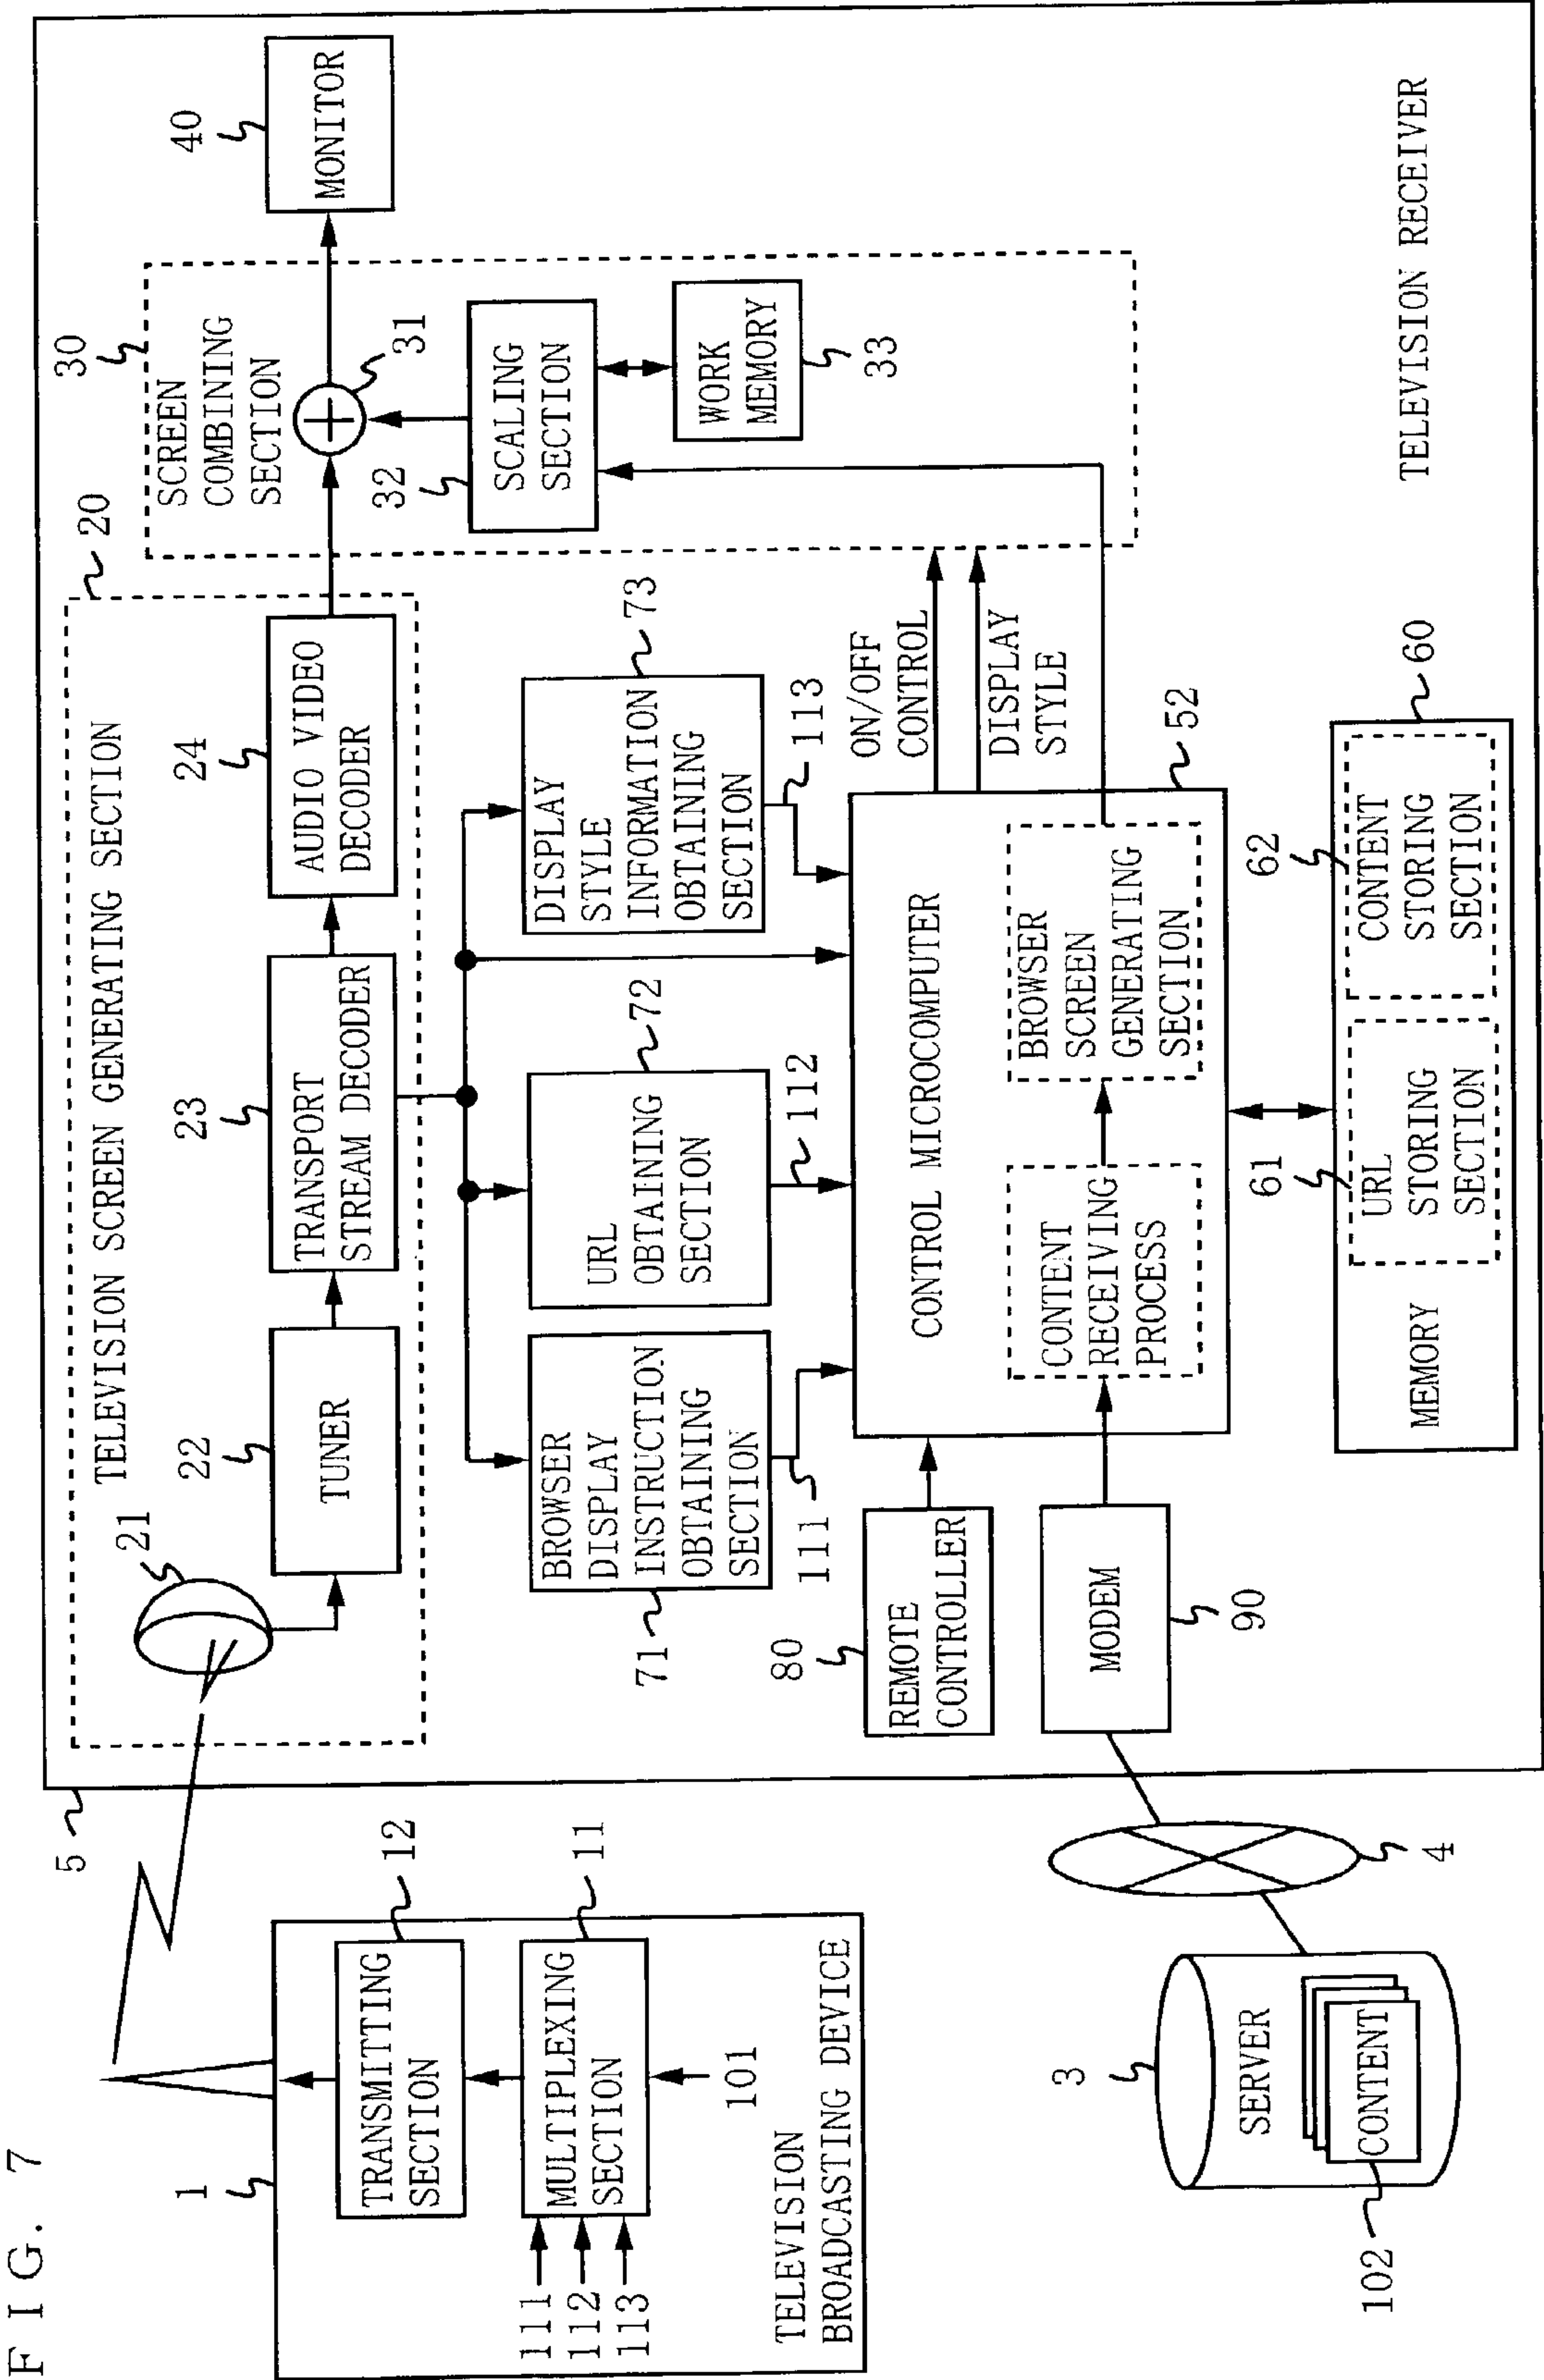 FIG. 7
1
TRANSMITTING
SECTION
12
MULTIPLEXING
SECTION
11
111
112
113
101
TELEVISION
BROADCASTING DEVICE
3
SERVER
CONTENT
102
4
5
TELEVISION SCREEN GENERATING SECTION
20
21
22
TUNER
23
TRANSPORT
STREAM DECODER
24
AUDIO VIDEO
DECODER
30
SCREEN
COMBINING
SECTION
31
32
SCALING
SECTION
WORK
MEMORY
33
40
MONITOR
71
BROWSER
DISPLAY
INSTRUCTION
OBTAINING
SECTION
111
URL
OBTAINING
SECTION
72
112
DISPLAY
STYLE
INFORMATION
OBTAINING
SECTION
73
113
ON/OFF
CONTROL
DISPLAY
STYLE
80
REMOTE
CONTROLLER
MODEM
90
CONTROL MICROCOMPUTER
52
CONTENT
RECEIVING
PROCESS
BROWSER
SCREEN
GENERATING
SECTION
MEMORY
60
61
URL
STORING
SECTION
62
CONTENT
STORING
SECTION
TELEVISION RECEIVER